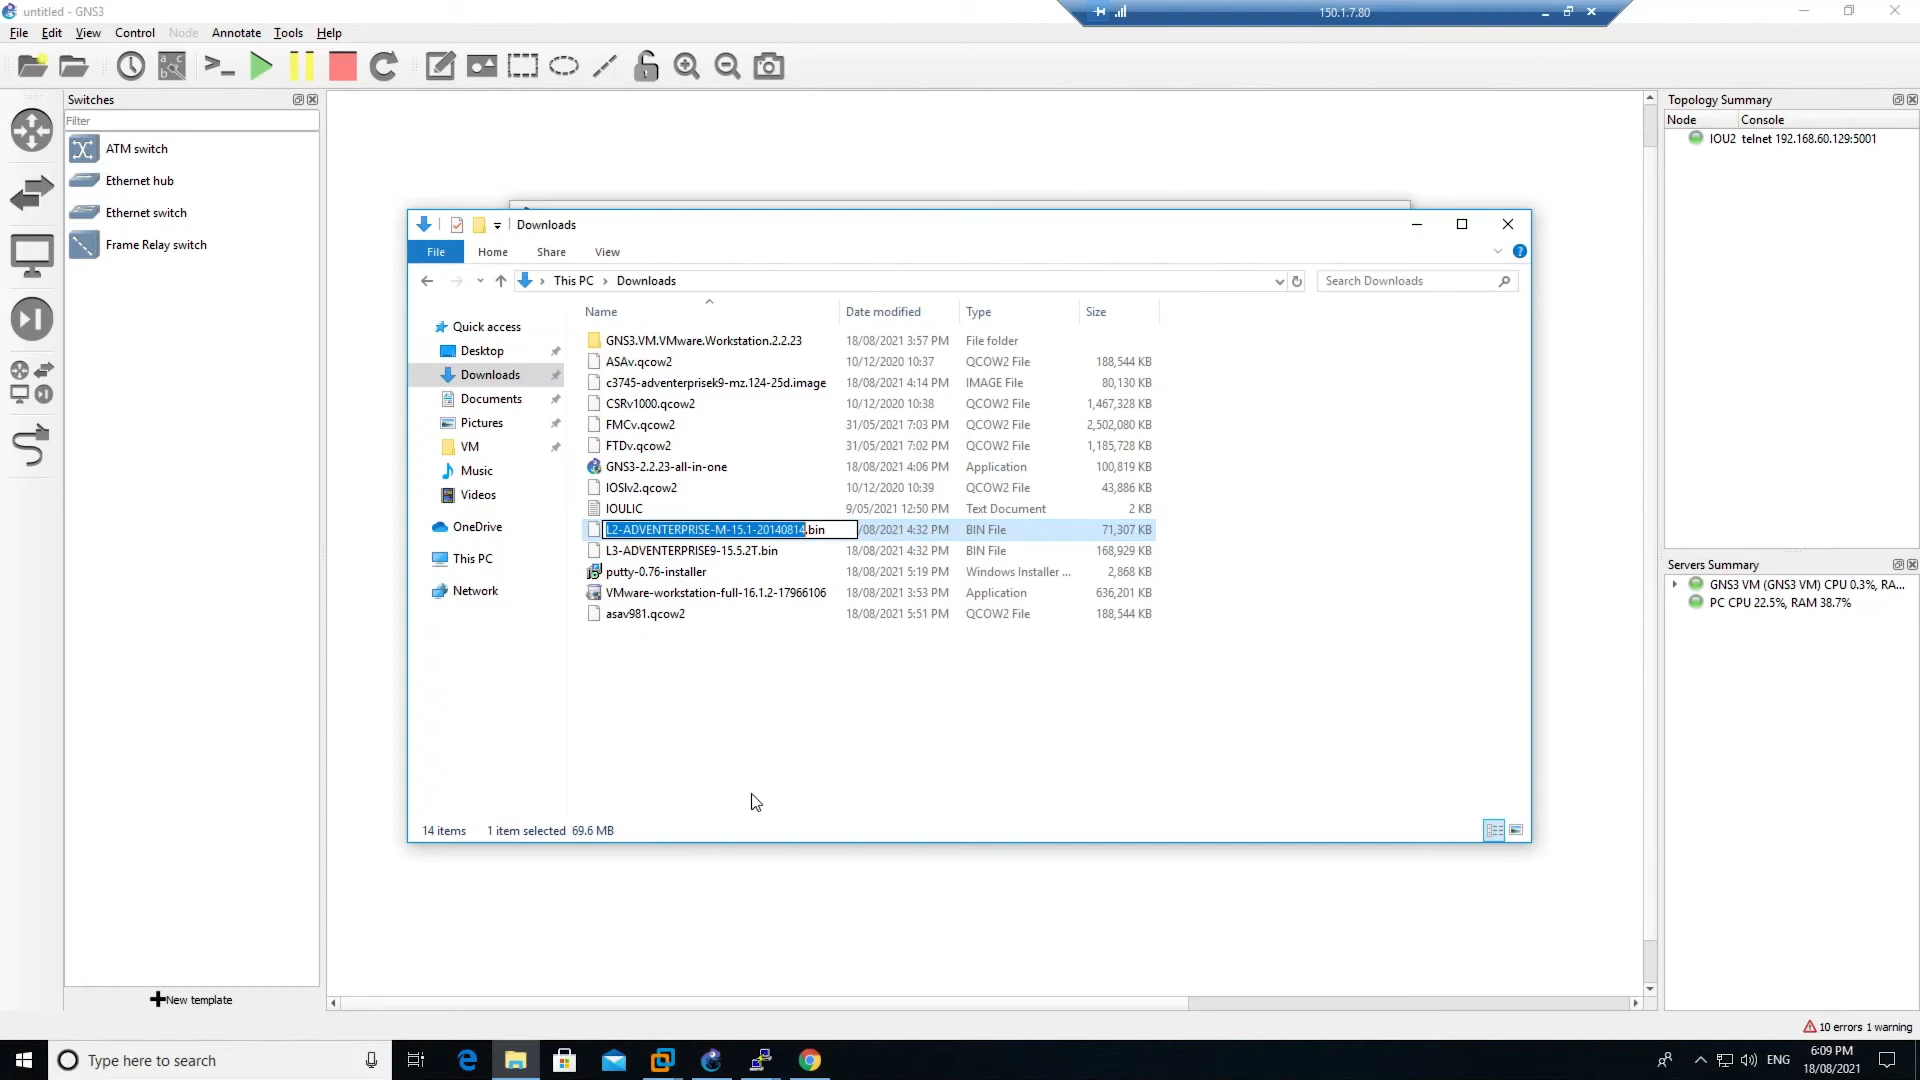 untitled - GNS3
150.1.7.80
File Edit View Control Node Annotate Tools Help
Switches
Filter
ATM switch
Ethernet hub
Ethernet switch
Frame Relay switch
New template
Downloads
File Home Share View
This PC Downloads
Search Downloads
Name Date modified Type Size
Quick access
Desktop
Downloads
Documents
Pictures
VM
Music
Videos
OneDrive
This PC
Network
GNS3.VM.VMware.Workstation.2.2.23 18/08/2021 3:57 PM File folder
ASAv.qcow2 10/12/2020 10:37 QCOW2 File 188,544 KB
c3745-adventerprisek9-mz.124-25d.image 18/08/2021 4:14 PM IMAGE File 80,130 KB
CSRv1000.qcow2 10/12/2020 10:38 QCOW2 File 1,467,328 KB
FMCv.qcow2 31/05/2021 7:03 PM QCOW2 File 2,502,080 KB
FTDv.qcow2 31/05/2021 7:02 PM QCOW2 File 1,185,728 KB
GNS3-2.2.23-all-in-one 18/08/2021 4:06 PM Application 100,819 KB
IOSlv2.qcow2 10/12/2020 10:39 QCOW2 File 43,886 KB
IOULIC 9/05/2021 12:50 PM Text Document 2 KB
L2-ADVENTERPRISE-M-15.1-20140814.bin /08/2021 4:32 PM BIN File 71,307 KB
L3-ADVENTERPRISE9-15.5.2T.bin 18/08/2021 4:32 PM BIN File 168,929 KB
putty-0.76-installer 18/08/2021 5:19 PM Windows Installer ... 2,868 KB
VMware-workstation-full-16.1.2-17966106 18/08/2021 3:53 PM Application 636,201 KB
asav981.qcow2 18/08/2021 5:51 PM QCOW2 File 188,544 KB
14 items 1 item selected 69.6 MB
Topology Summary
Node Console
IOU2 telnet 192.168.60.129:5001
Servers Summary
GNS3 VM (GNS3 VM) CPU 0.3%, RA...
PC CPU 22.5%, RAM 38.7%
10 errors 1 warning
Type here to search
ENG
6:09 PM
18/08/2021